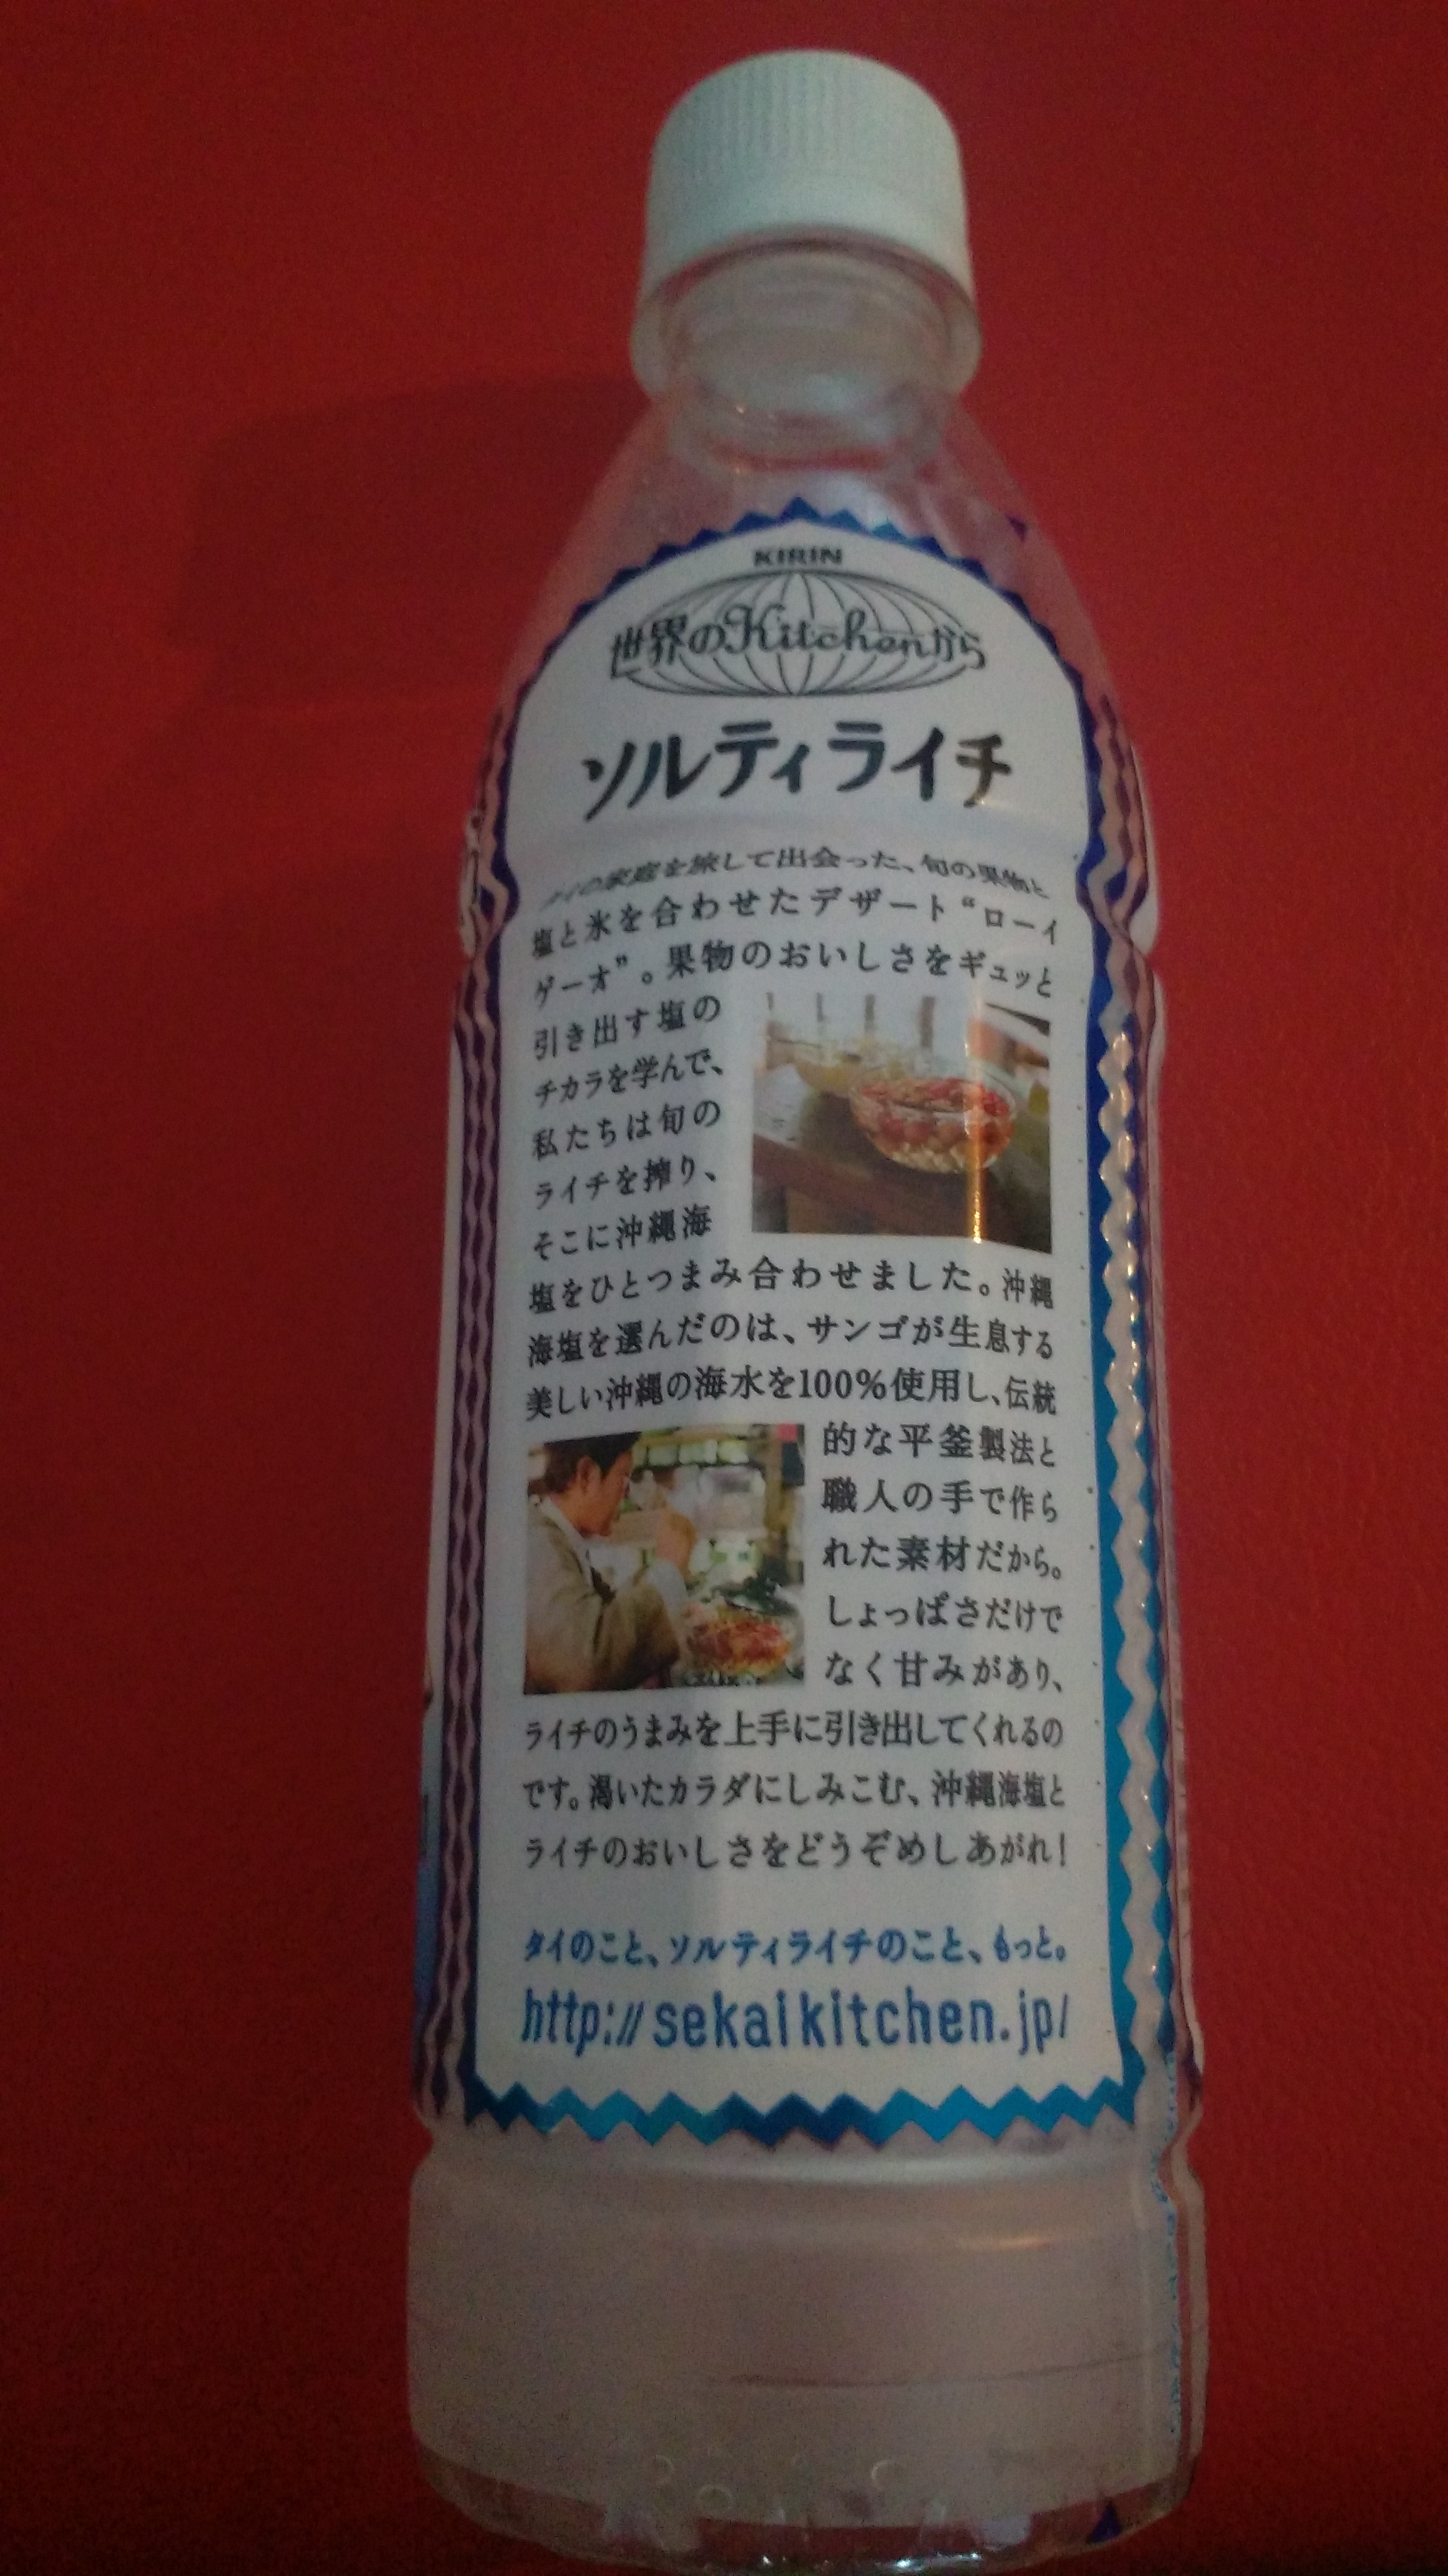 KIRIN
世界のKitchenから
ソルティライチ
タイの家庭を旅して出会った、旬の果物と
塩と氷を合わせたデザート“ローイ
ゲーオ”。果物のおいしさをギュッと
引き出す塩の
チカラを学んで、
私たちは旬の
ライチを搾り、
そこに沖縄海
塩をひとつまみ合わせました。沖縄
海塩を選んだのは、サンゴが生息する
美しい沖縄の海水を100%使用し、伝統
的な平釜製法と
職人の手で作ら
れた素材だから。
しょっぱさだけで
なく甘みがあり、
ライチのうまみを上手に引き出してくれるの
です。渇いたカラダにしみこむ、沖縄海塩と
ライチのおいしさをどうぞめしあがれ!
タイのこと、ソルティライチのこと、もっと。
http://sekaikitchen.jp/